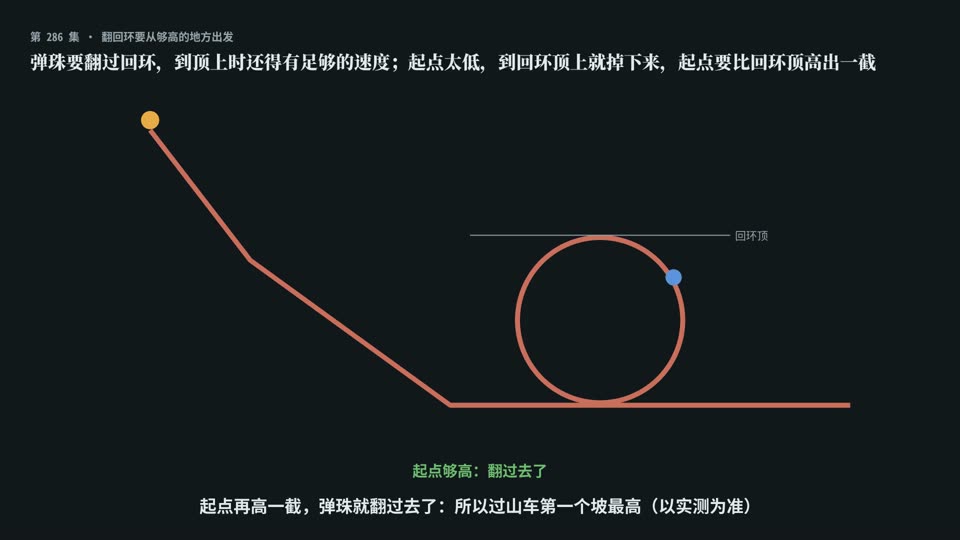 第 286 集 · 翻回环要从够高的地方出发
弹珠要翻过回环，到顶上时还得有足够的速度；起点太低，到回环顶上就掉下来，起点要比回环顶高出一截
回环顶
起点够高：翻过去了
起点再高一截，弹珠就翻过去了：所以过山车第一个坡最高（以实测为准）